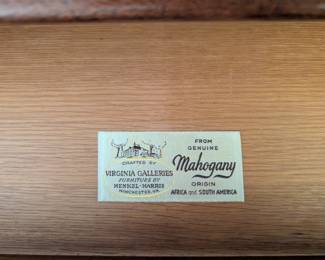 CRAFTED BY
VIRGINIA GALLERIES
FURNITURE BY
HENKEL-HARRIS
WINCHESTER, VA.
FROM
GENUINE
Mahogany
ORIGIN
AFRICA and SOUTH AMERICA